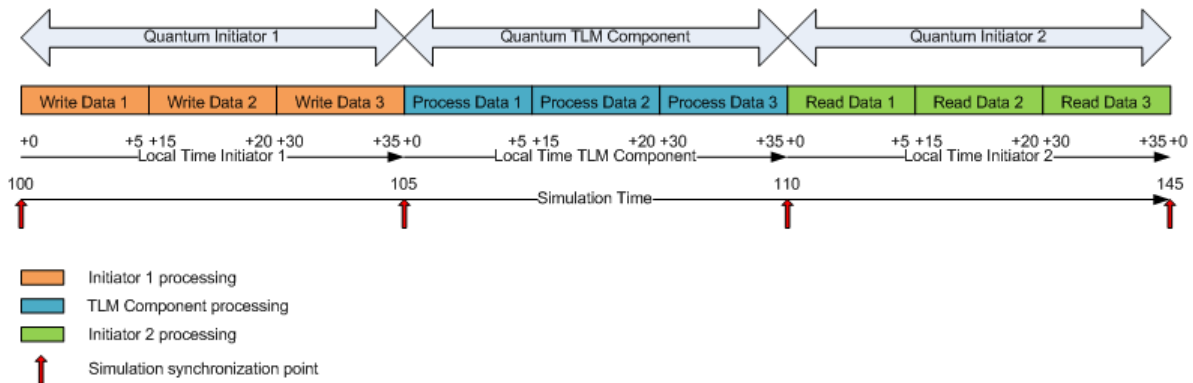 Quantum Initiator 1 Quantum TLM Component Quantum Initiator 2
Write Data 1 Write Data 2 Write Data 3 Process Data 1 Process Data 2 Process Data 3 Read Data 1 Read Data 2 Read Data 3
+0 +5 +15 +20 +30 +35 +0 +5 +15 +20 +30 +35 +0 +5 +15 +20 +30 +35 +0
Local Time Initiator 1 Local Time TLM Component Local Time Initiator 2
100 105 110 145
Simulation Time
Initiator 1 processing
TLM Component processing
Initiator 2 processing
Simulation synchronization point